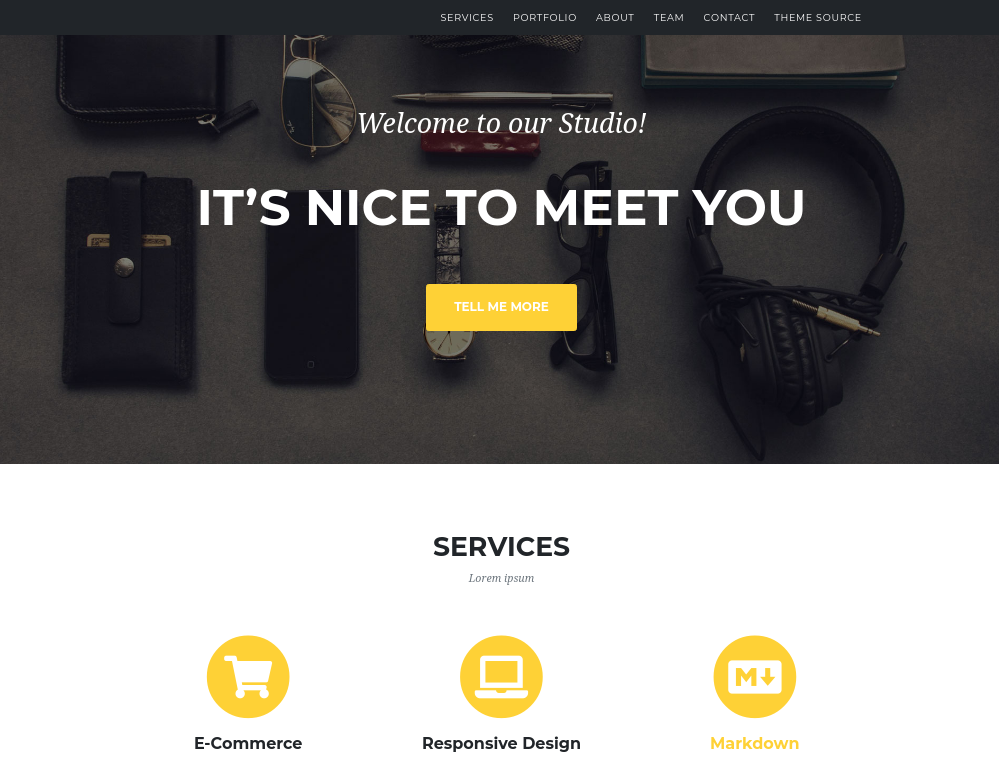 SERVICES PORTFOLIO ABOUT TEAM CONTACT THEME SOURCE
Welcome to our Studio!
IT’S NICE TO MEET YOU
TELL ME MORE
SERVICES
Lorem ipsum
M
E-Commerce Responsive Design Markdown